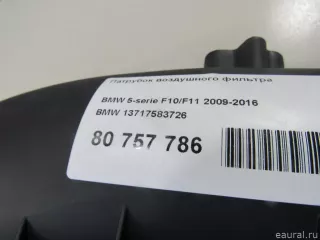 Патрубок воздушного фильтра
BMW 5-serie F10/F11 2009-2016
BMW 13717583726
80 757 786
eaural.ru